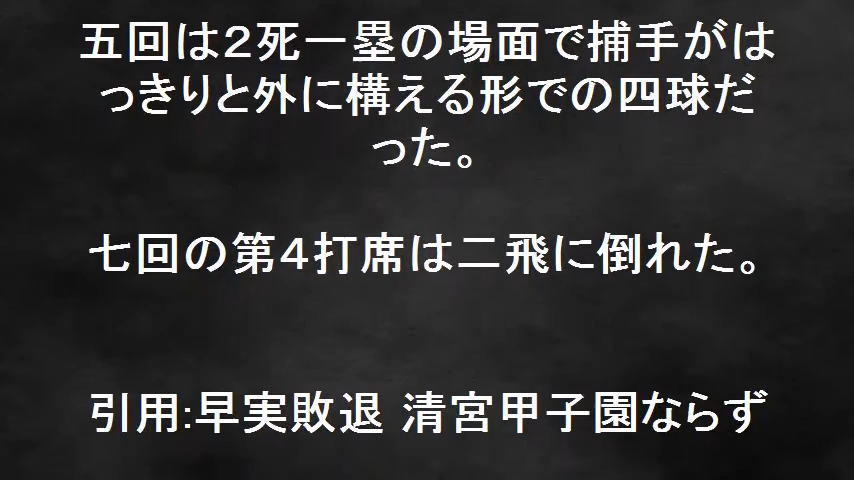 五回は２死一塁の場面で捕手がは
っきりと外に構える形での四球だ
った。
七回の第４打席は二飛に倒れた。
引用:早実敗退 清宮甲子園ならず